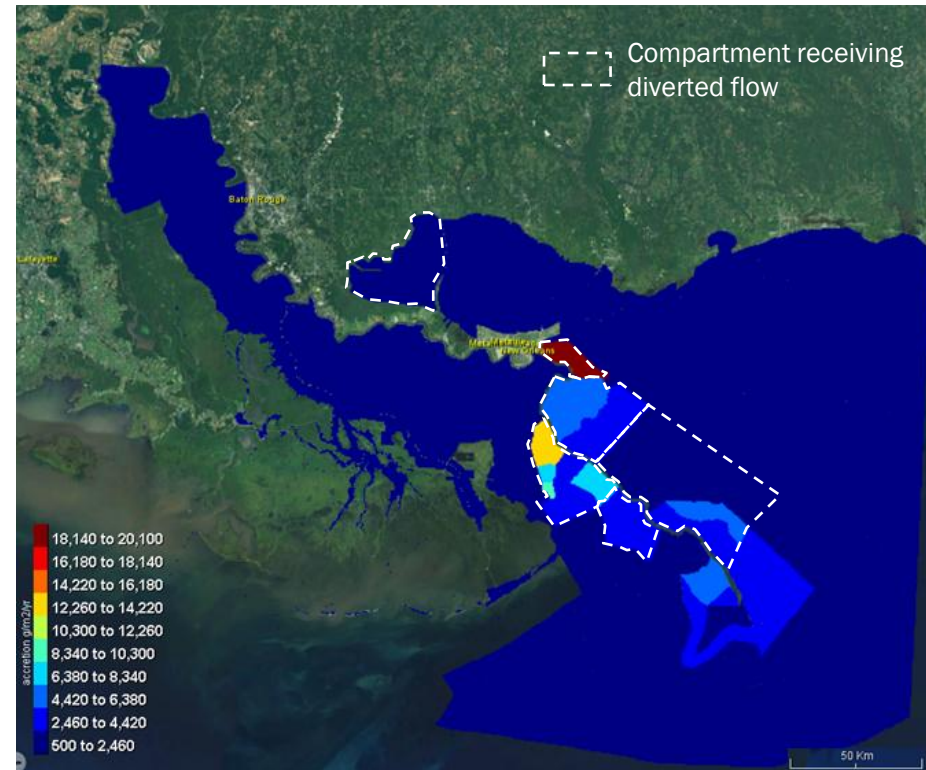 Compartment receiving
diverted flow
Baton Rouge
Lafayette
New Orleans
18,140 to 20,100
16,180 to 18,140
14,220 to 16,180
12,260 to 14,220
10,300 to 12,260
8,340 to 10,300
6,380 to 8,340
4,420 to 6,380
2,460 to 4,420
500 to 2,460
accretion g/m2/yr
50 Km